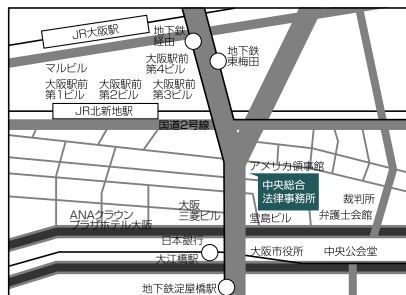 JR大阪駅
地下鉄
経由
地下鉄
東梅田
マルビル
大阪駅前
第4ビル
大阪駅前
第1ビル
大阪駅前
第2ビル
大阪駅前
第3ビル
JR北新地駅
国道2号線
アメリカ領事館
中央総合
法律事務所
裁判所
弁護士会館
大阪
三菱ビル
堂島ビル
ANAクラウン
プラザホテル大阪
日本銀行
大江橋駅
大阪市役所
中央公会堂
地下鉄淀屋橋駅